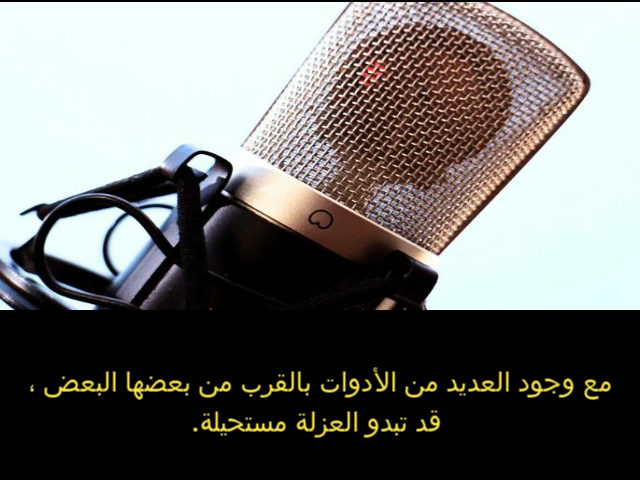 مع وجود العديد من الأدوات بالقرب من بعضها البعض ،
قد تبدو العزلة مستحيلة.